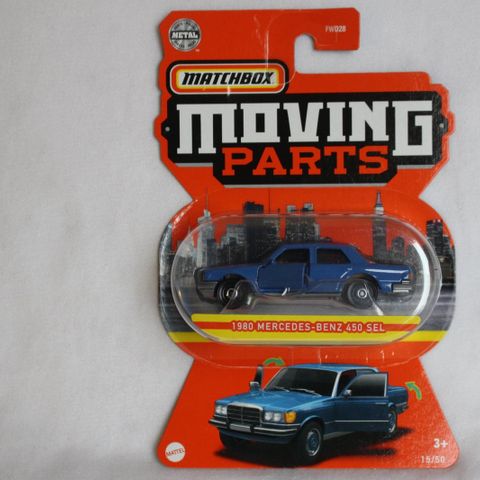 METAL
FWD28
MATCHBOX
MOVING
PARTS
1980 MERCEDES-BENZ 450 SEL
MATTEL
3+
15/50